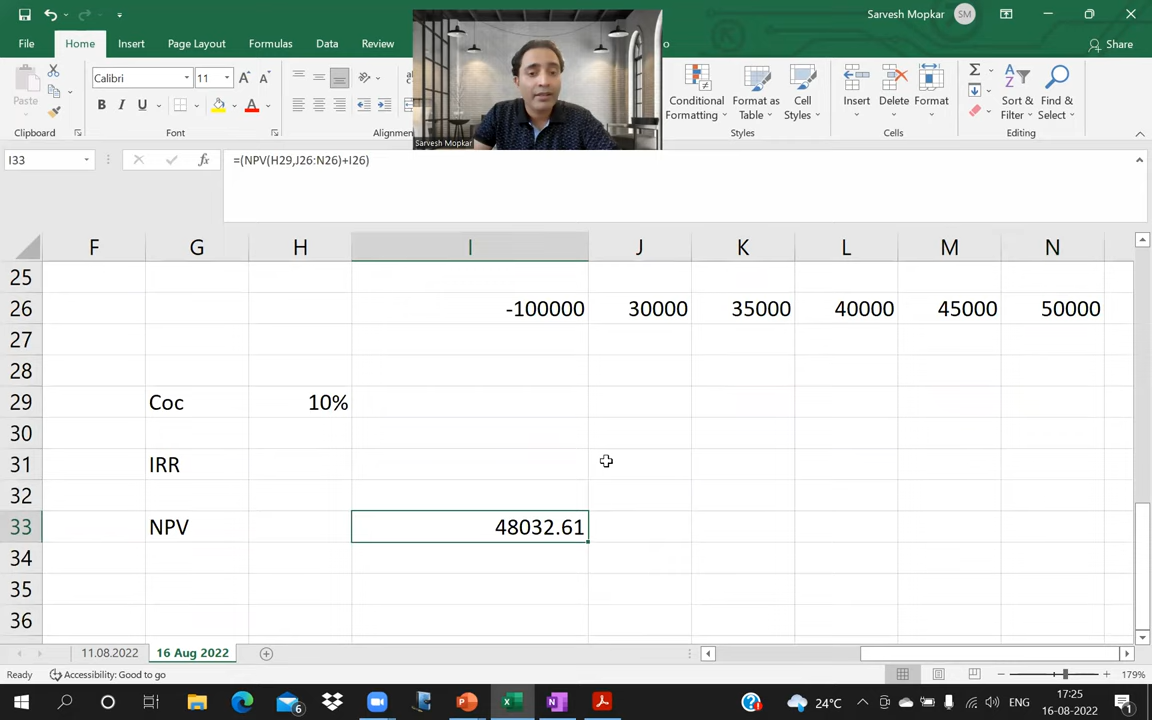 Sarvesh Mopkar SM
File Home Insert Page Layout Formulas Data Review
Share
Paste
Calibri 11
Conditional Formatting
Format as Table
Cell Styles
Insert Delete Format
Sort & Filter
Find & Select
Clipboard Font Alignment Styles Cells Editing
Sarvesh Mopkar
I33 fx =(NPV(H29,J26:N26)+I26)
F G H I J K L M N
25
26 -100000 30000 35000 40000 45000 50000
27
28
29 Coc 10%
30
31 IRR
32
33 NPV 48032.61
34
35
36
11.08.2022 16 Aug 2022
Ready Accessibility: Good to go 179%
6 24°C ENG 17:25
16-08-2022 1